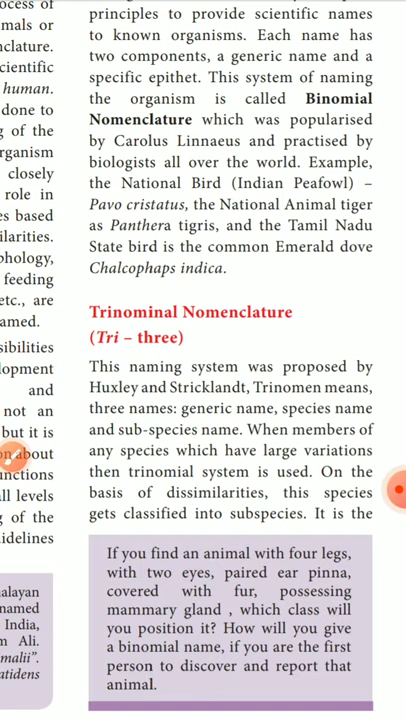 ocess of
mals or
nclature.
cientific
human.
done to
g of the
rganism
closely
role in
es based
ilarities.
phology,
feeding
etc., are
amed.
sibilities
lopment
and
not an
but it is
on about
unctions
ll levels
g of the
idelines
alayan
named
India,
m Ali.
malii”.
atidens
principles to provide scientific names
to known organisms. Each name has
two components, a generic name and a
specific epithet. This system of naming
the organism is called Binomial
Nomenclature which was popularised
by Carolus Linnaeus and practised by
biologists all over the world. Example,
the National Bird (Indian Peafowl) –
Pavo cristatus, the National Animal tiger
as Panthera tigris, and the Tamil Nadu
State bird is the common Emerald dove
Chalcophaps indica.
Trinominal Nomenclature
(Tri – three)
This naming system was proposed by
Huxley and Stricklandt, Trinomen means,
three names: generic name, species name
and sub-species name. When members of
any species which have large variations
then trinomial system is used. On the
basis of dissimilarities, this species
gets classified into subspecies. It is the
If you find an animal with four legs,
with two eyes, paired ear pinna,
covered with fur, possessing
mammary gland , which class will
you position it? How will you give
a binomial name, if you are the first
person to discover and report that
animal.